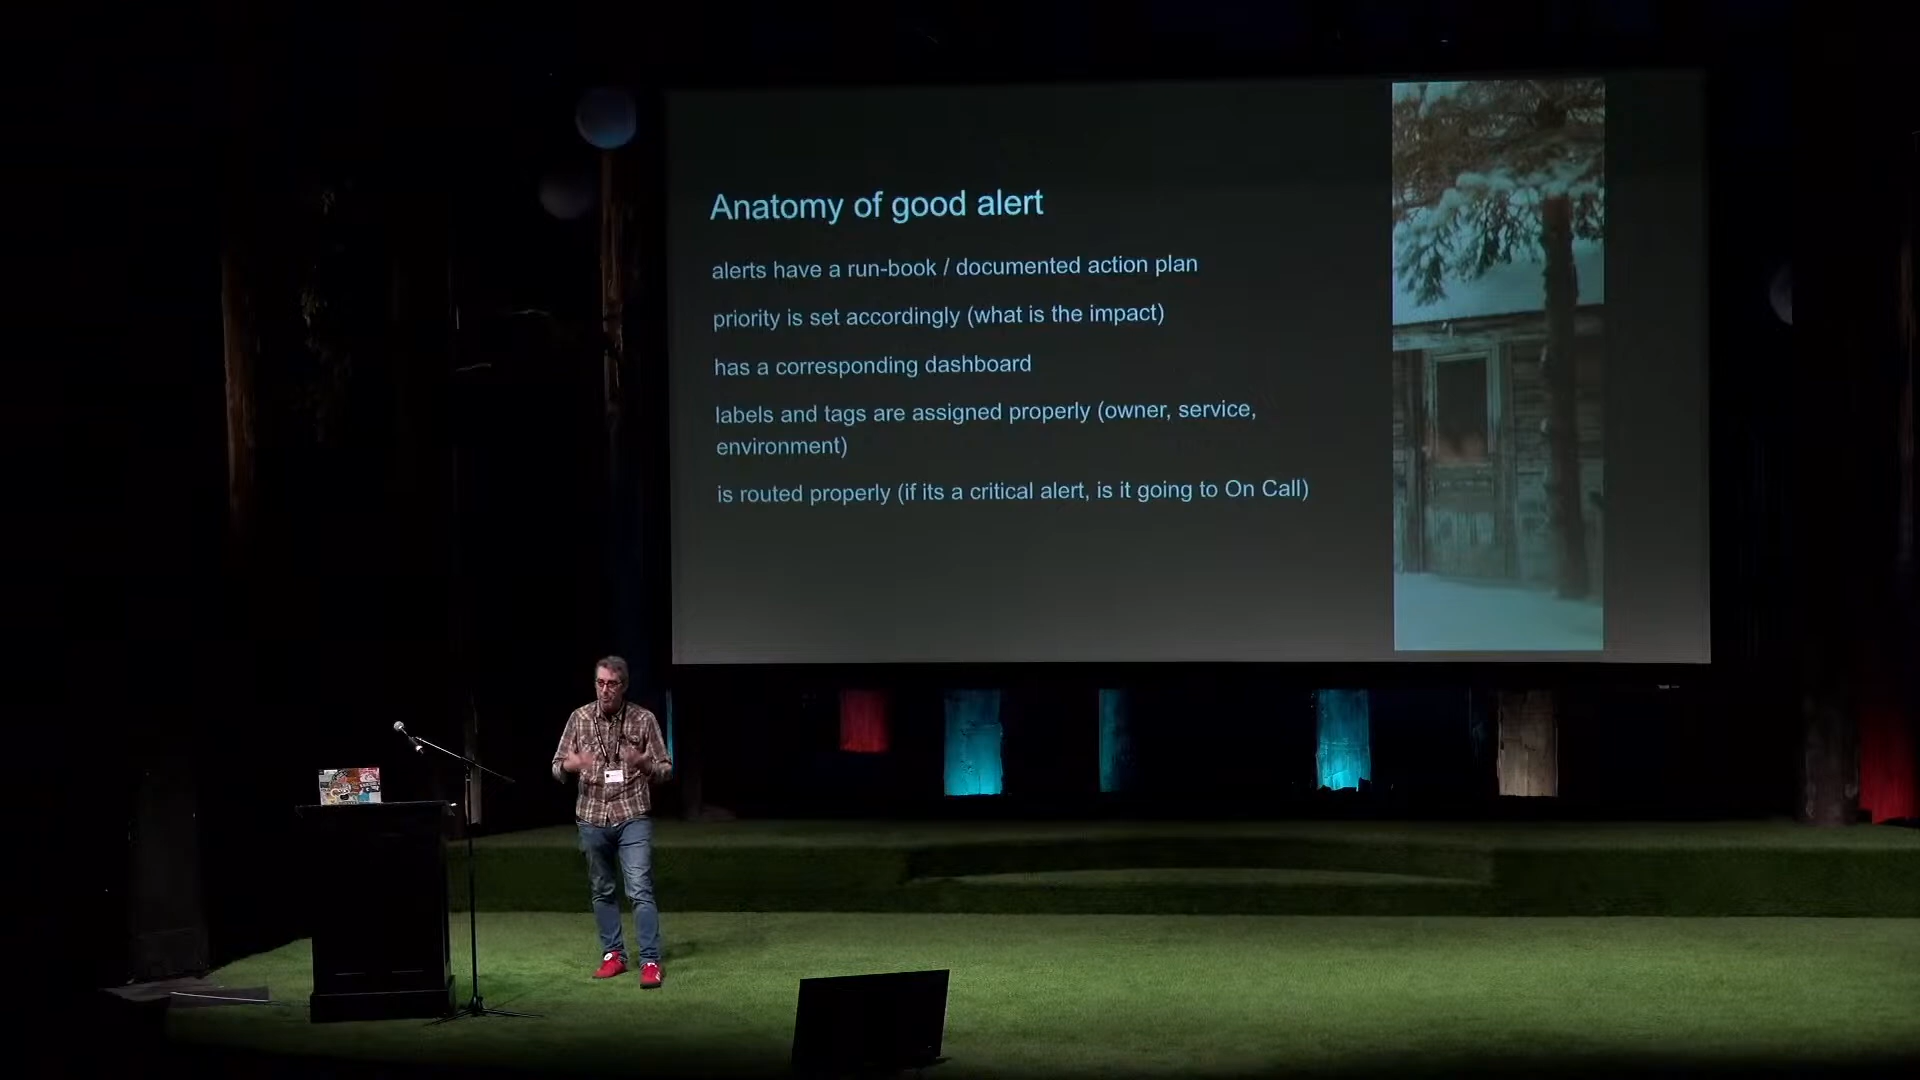 Anatomy of good alert
alerts have a run-book / documented action plan
priority is set accordingly (what is the impact)
has a corresponding dashboard
labels and tags are assigned properly (owner, service,
environment)
is routed properly (if its a critical alert, is it going to On Call)